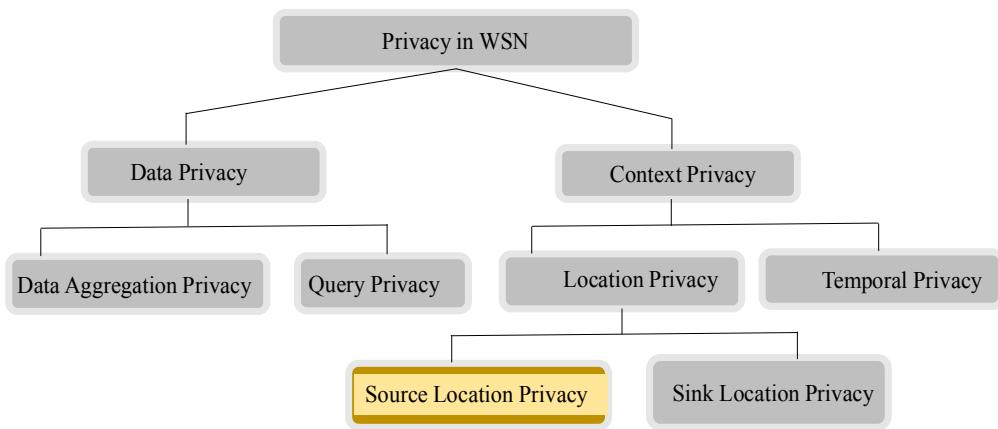 Privacy in WSN
Data Privacy
Context Privacy
Data Aggregation Privacy
Query Privacy
Location Privacy
Temporal Privacy
Source Location Privacy
Sink Location Privacy